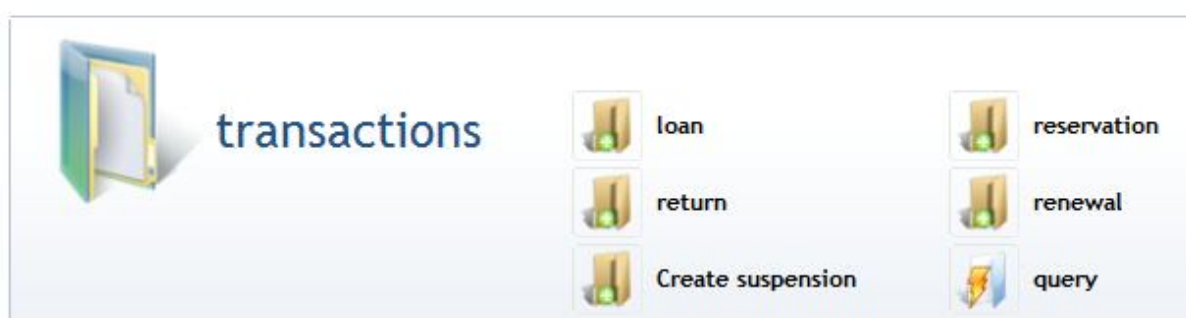 transactions
loan
reservation
return
renewal
Create suspension
query